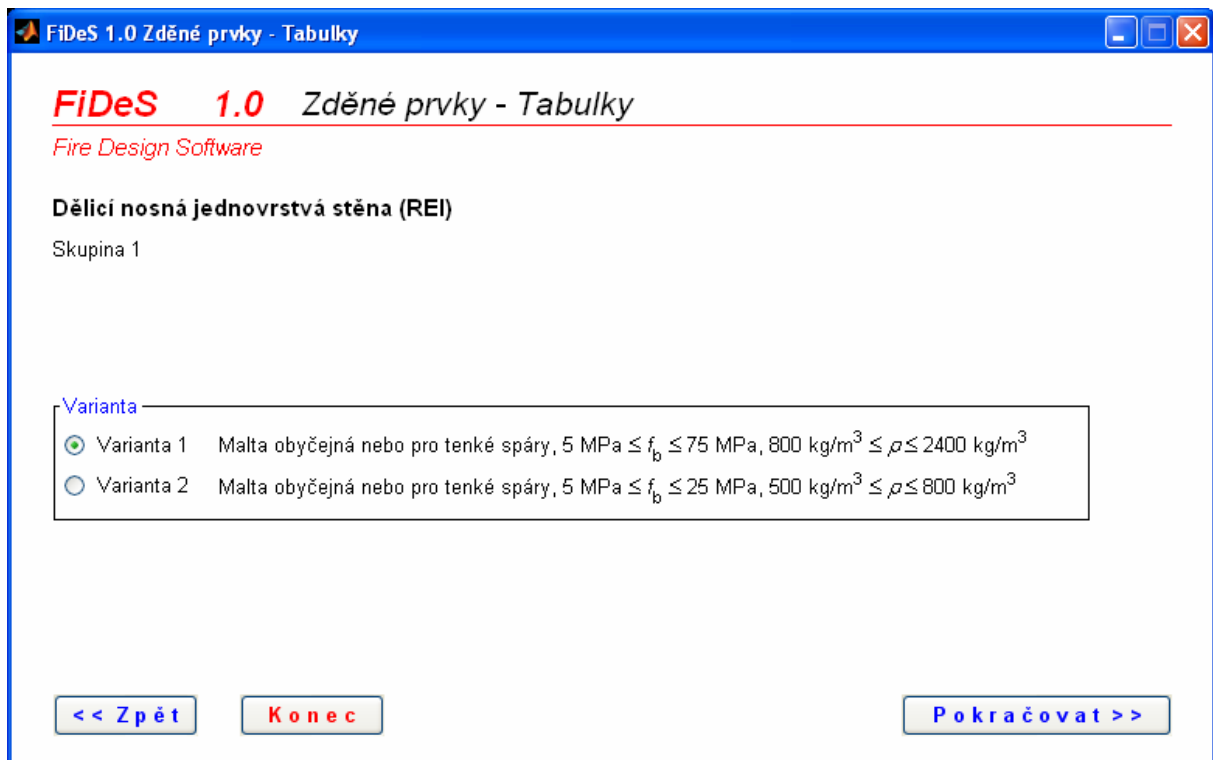 FiDeS 1.0 Zděné prvky - Tabulky
FiDeS 1.0 Zděné prvky - Tabulky
Fire Design Software
Dělicí nosná jednovrstvá stěna (REI)
Skupina 1
Varianta
Varianta 1 Malta obyčejná nebo pro tenké spáry, 5 MPa ≤ f_b ≤ 75 MPa, 800 kg/m³ ≤ ρ ≤ 2400 kg/m³
Varianta 2 Malta obyčejná nebo pro tenké spáry, 5 MPa ≤ f_b ≤ 25 MPa, 500 kg/m³ ≤ ρ ≤ 800 kg/m³
<< Zpět Konec Pokračovat >>